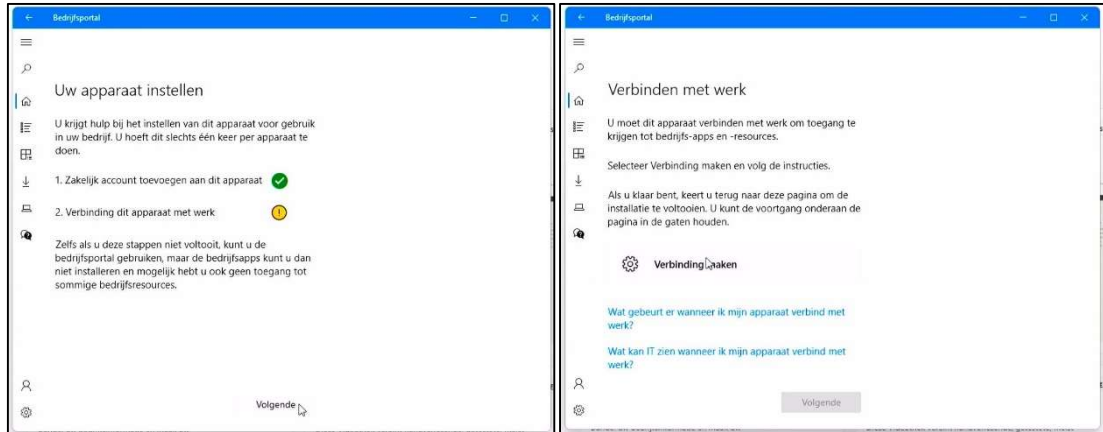 Bedrijfsportal
Uw apparaat instellen
U krijgt hulp bij het instellen van dit apparaat voor gebruik
in uw bedrijf. U hoeft dit slechts één keer per apparaat te
doen.
1. Zakelijk account toevoegen aan dit apparaat
2. Verbinding dit apparaat met werk
Zelfs als u deze stappen niet voltooit, kunt u de
bedrijfsportal gebruiken, maar de bedrijfsapps kunt u dan
niet installeren en mogelijk hebt u ook geen toegang tot
sommige bedrijfsresources.
Volgende
Bedrijfsportal
Verbinden met werk
U moet dit apparaat verbinden met werk om toegang te
krijgen tot bedrijfs-apps en -resources.
Selecteer Verbinding maken en volg de instructies.
Als u klaar bent, keert u terug naar deze pagina om de
installatie te voltooien. U kunt de voortgang onderaan de
pagina in de gaten houden.
Verbinding maken
Wat gebeurt er wanneer ik mijn apparaat verbind met
werk?
Wat kan IT zien wanneer ik mijn apparaat verbind met
werk?
Volgende